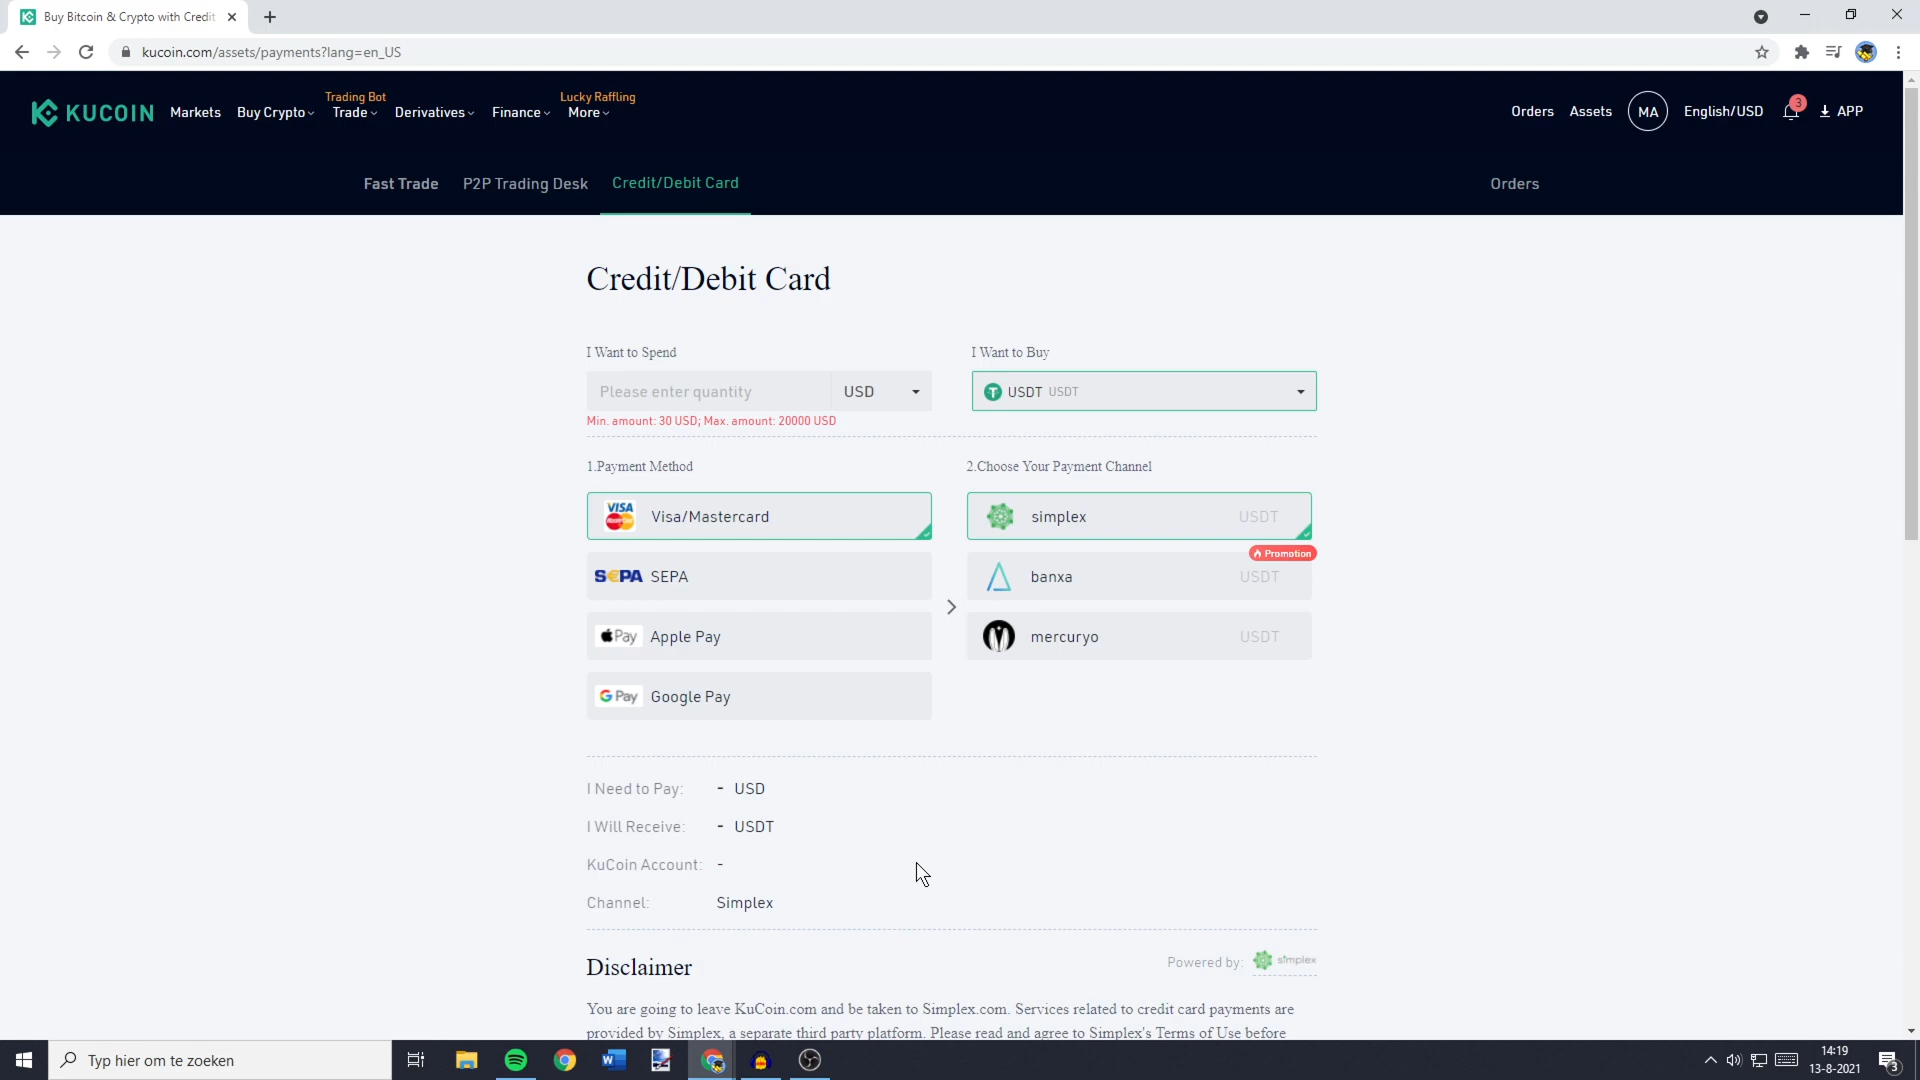 Buy Bitcoin & Crypto with Credit
kucoin.com/assets/payments?lang=en_US
Trading Bot
Lucky Raffling
KUCOIN Markets Buy Crypto Trade Derivatives Finance More
Orders Assets MA English/USD 3 APP
Fast Trade P2P Trading Desk Credit/Debit Card Orders
Credit/Debit Card
I Want to Spend
I Want to Buy
Please enter quantity USD
USDT USDT
Min. amount: 30 USD; Max. amount: 20000 USD
1.Payment Method
2.Choose Your Payment Channel
VISA Visa/Mastercard
simplex USDT
Promotion
SEPA SEPA
banxa USDT
Pay Apple Pay
mercuryo USDT
G Pay Google Pay
I Need to Pay: - USD
I Will Receive: - USDT
KuCoin Account: -
Channel: Simplex
Disclaimer
Powered by: simplex
You are going to leave KuCoin.com and be taken to Simplex.com. Services related to credit card payments are
provided by Simplex, a separate third party platform. Please read and agree to Simplex's Terms of Use before
Typ hier om te zoeken
14:19
13-8-2021
3